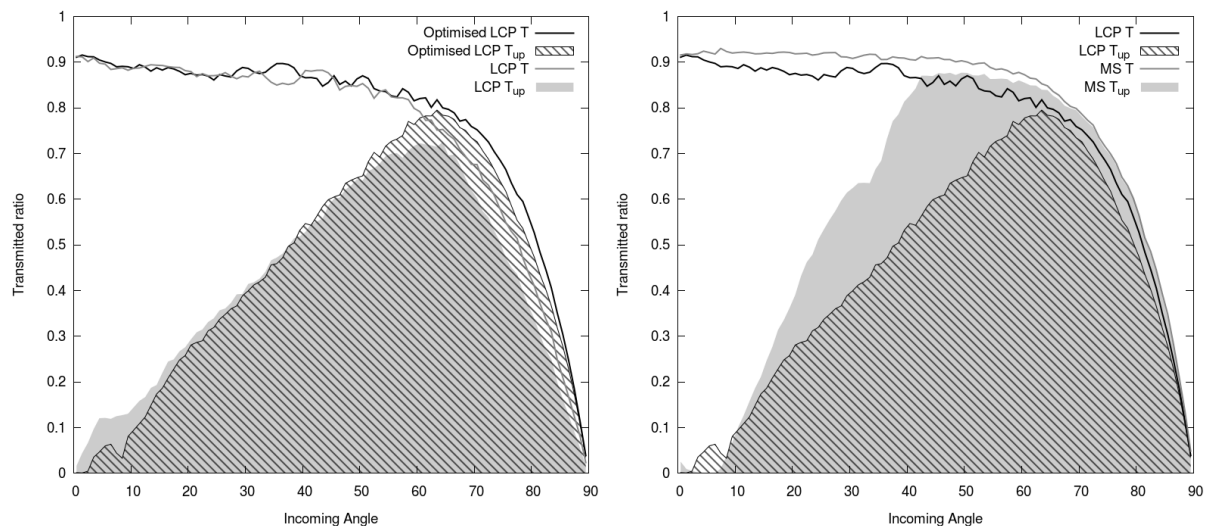 1
0.9
0.8
0.7
0.6
0.5
0.4
0.3
0.2
0.1
0
Transmitted ratio
Optimised LCP T
Optimised LCP Tup
LCP T
LCP Tup
0 10 20 30 40 50 60 70 80 90
Incoming Angle
1
0.9
0.8
0.7
0.6
0.5
0.4
0.3
0.2
0.1
0
Transmitted ratio
LCP T
LCP Tup
MS T
MS Tup
0 10 20 30 40 50 60 70 80 90
Incoming Angle